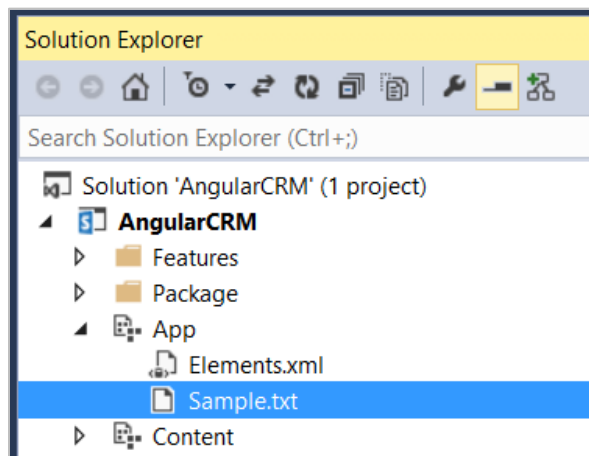 Solution Explorer
Search Solution Explorer (Ctrl+;)
Solution 'AngularCRM' (1 project)
AngularCRM
Features
Package
App
Elements.xml
Sample.txt
Content